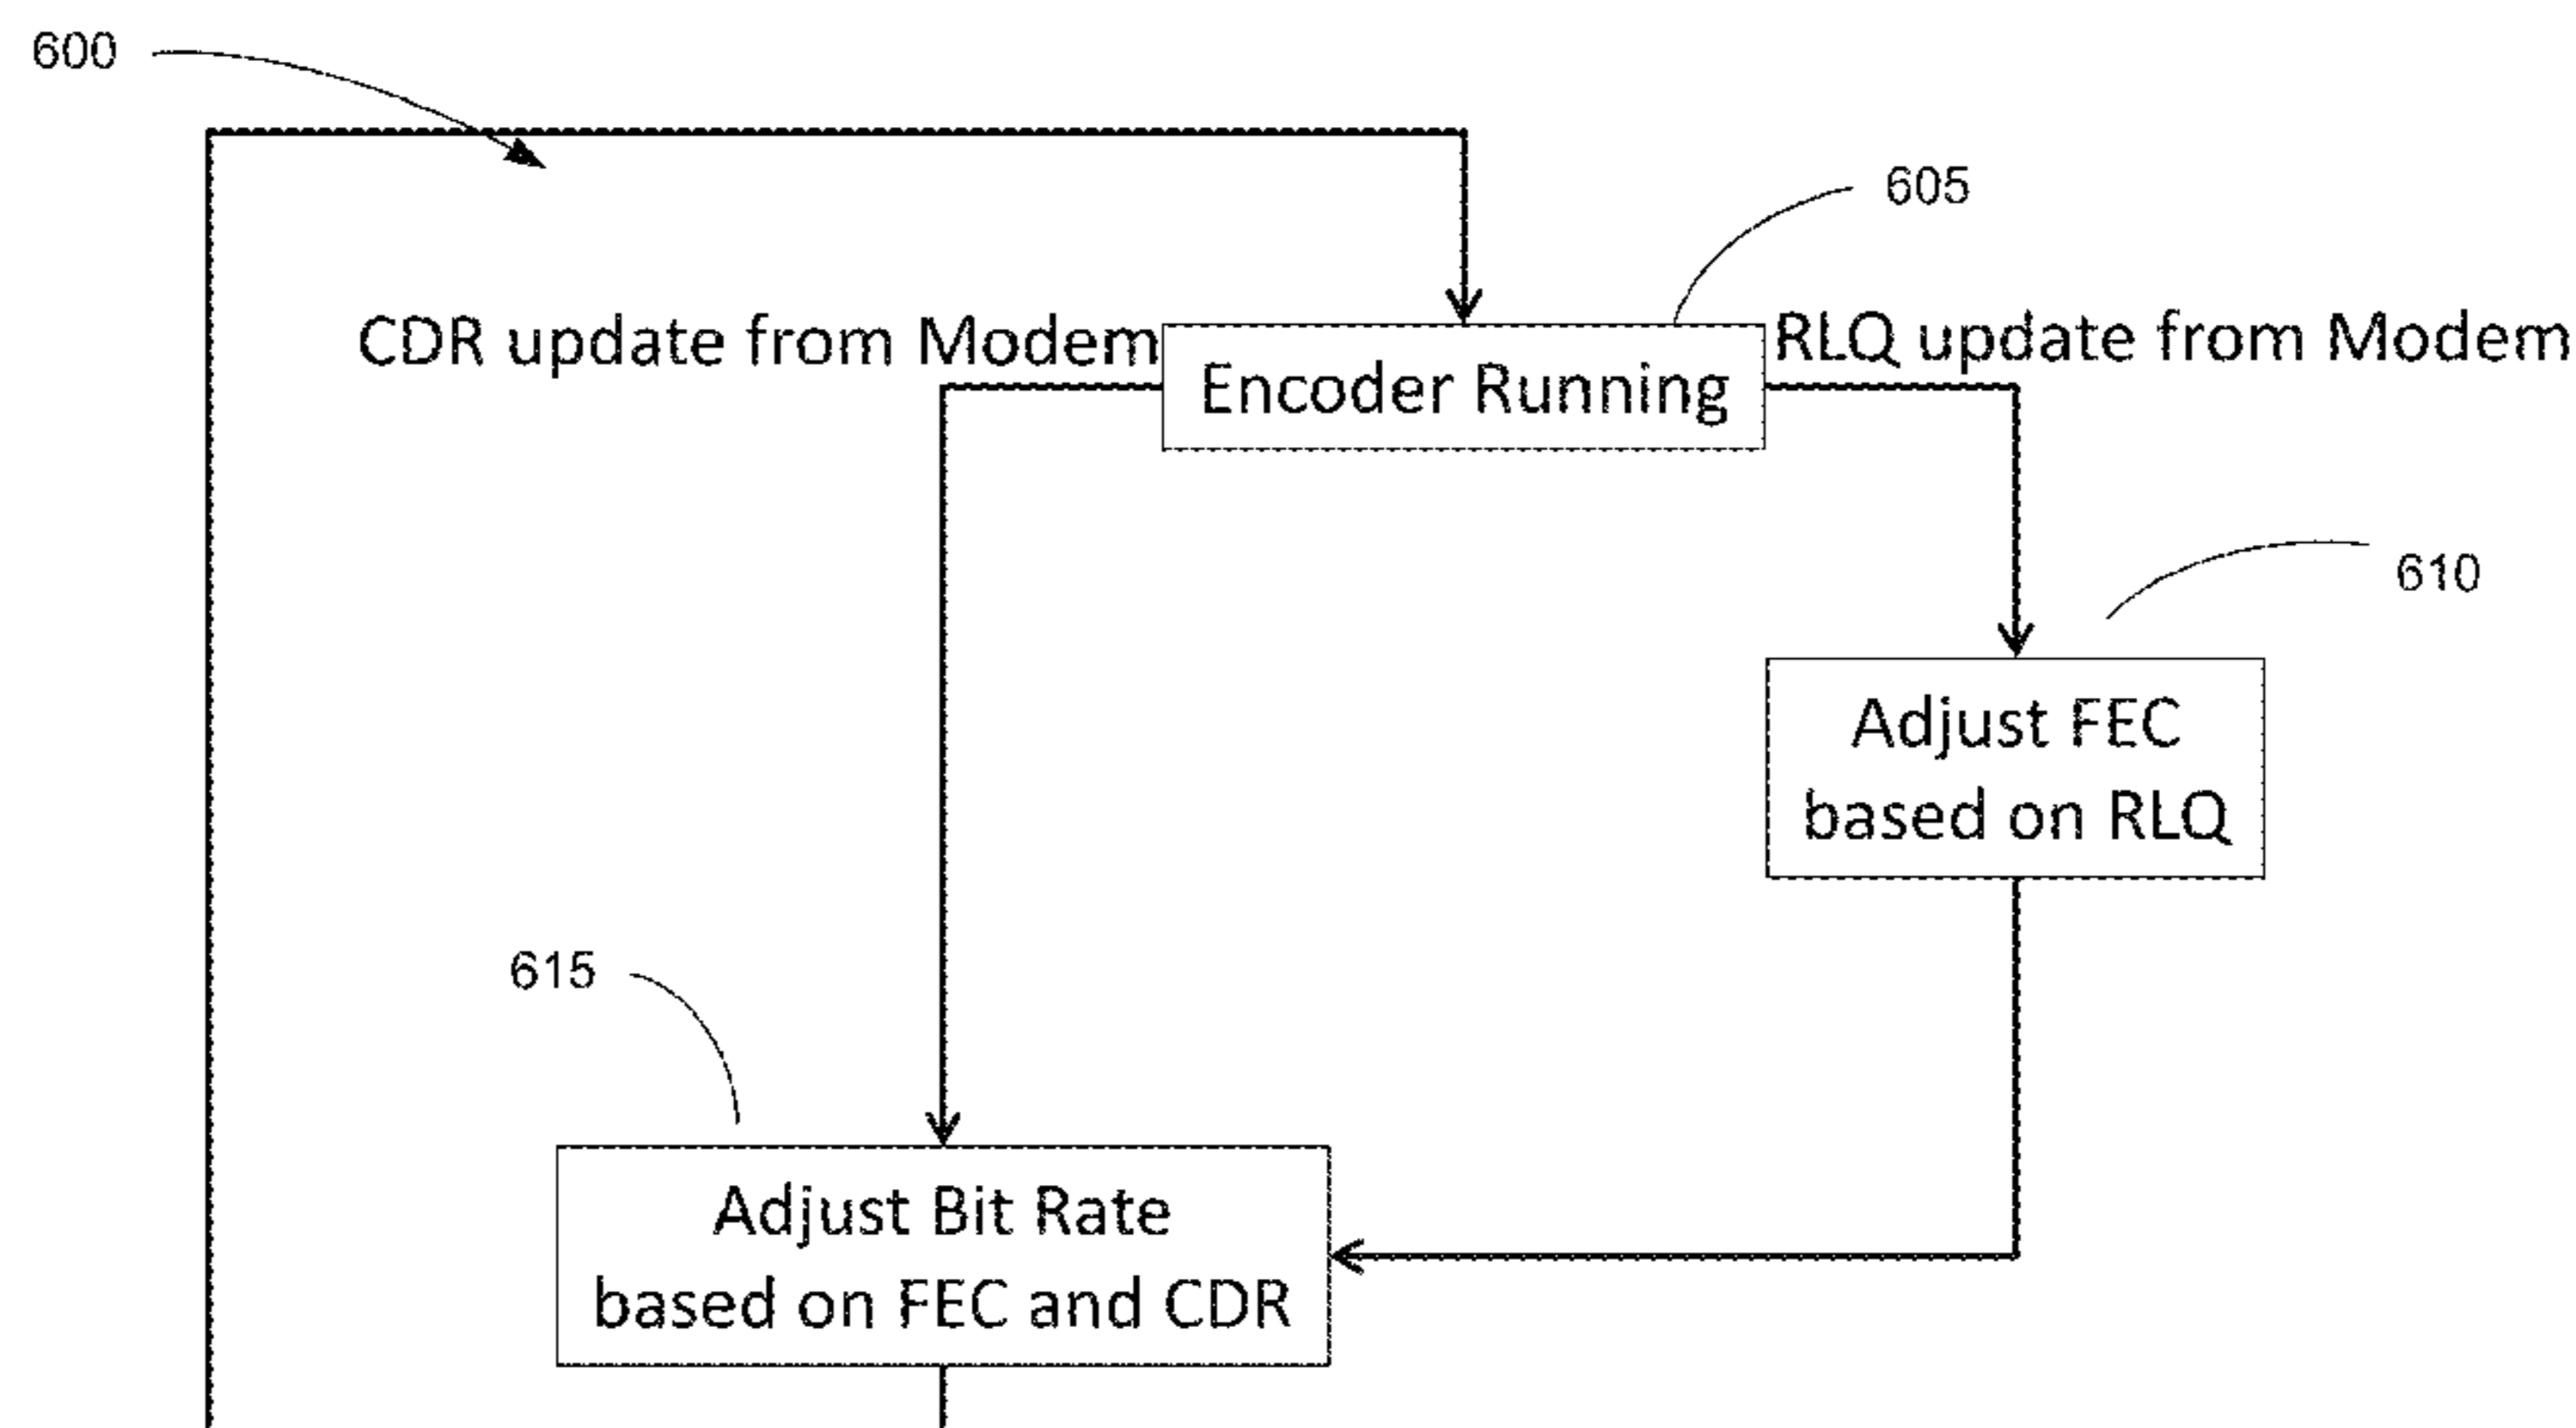 600
605
CDR update from Modem
RLQ update from Modem
Encoder Running
610
Adjust FEC
based on RLQ
615
Adjust Bit Rate
based on FEC and CDR